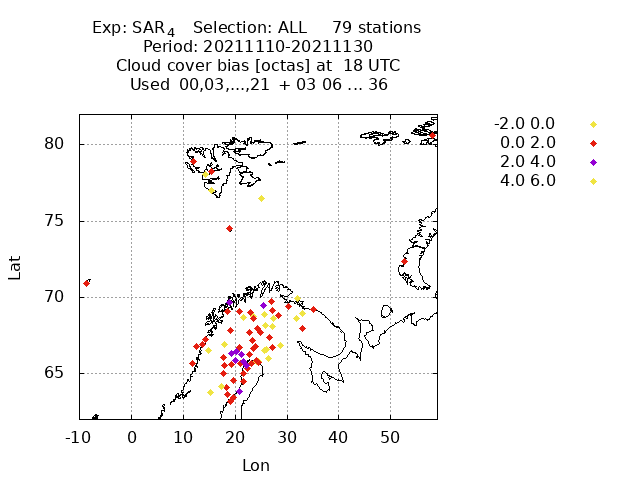 Exp: SAR4 Selection: ALL 79 stations
Period: 20211110-20211130
Cloud cover bias [octas] at 18 UTC
Used 00,03,...,21 + 03 06 ... 36
-2.0 0.0
0.0 2.0
2.0 4.0
4.0 6.0
80
75
70
65
Lat
-10 0 10 20 30 40 50
Lon